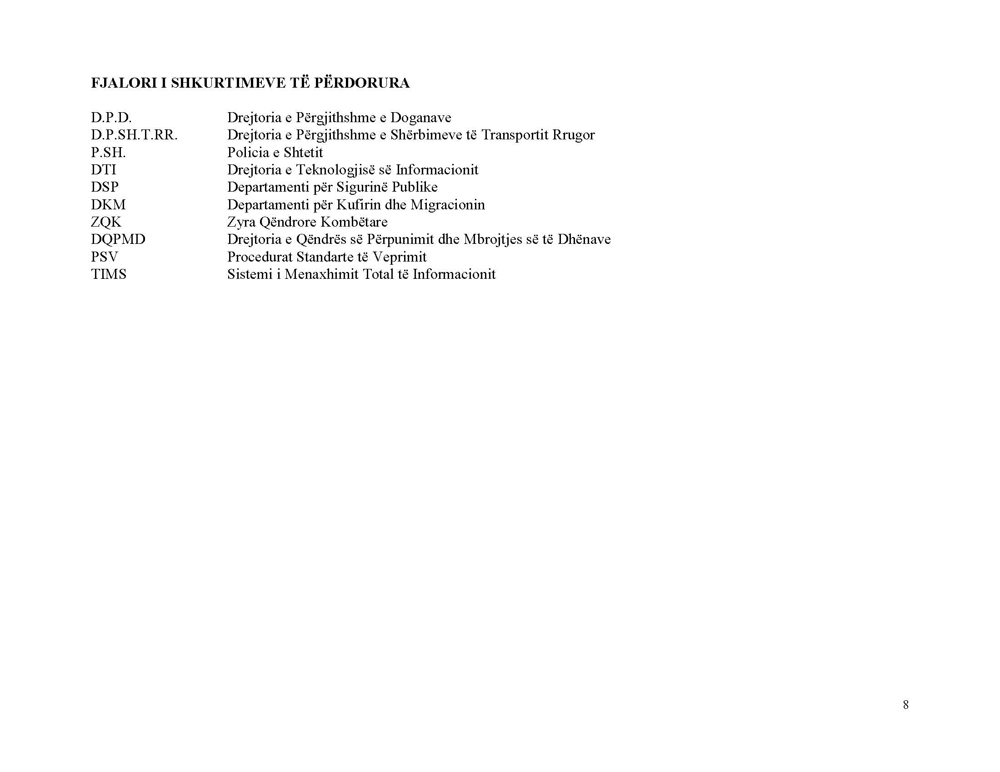 FJALORI I SHKURTIMEVE TË PËRDORURA
D.P.D. Drejtoria e Përgjithshme e Doganave
D.P.SH.T.RR. Drejtoria e Përgjithshme e Shërbimeve të Transportit Rrugor
P.SH. Policia e Shtetit
DTI Drejtoria e Teknologjisë së Informacionit
DSP Departamenti për Sigurinë Publike
DKM Departamenti për Kufirin dhe Migracionin
ZQK Zyra Qëndrore Kombëtare
DQPMD Drejtoria e Qëndrës së Përpunimit dhe Mbrojtjes së të Dhënave
PSV Procedurat Standarte të Veprimit
TIMS Sistemi i Menaxhimit Total të Informacionit
8